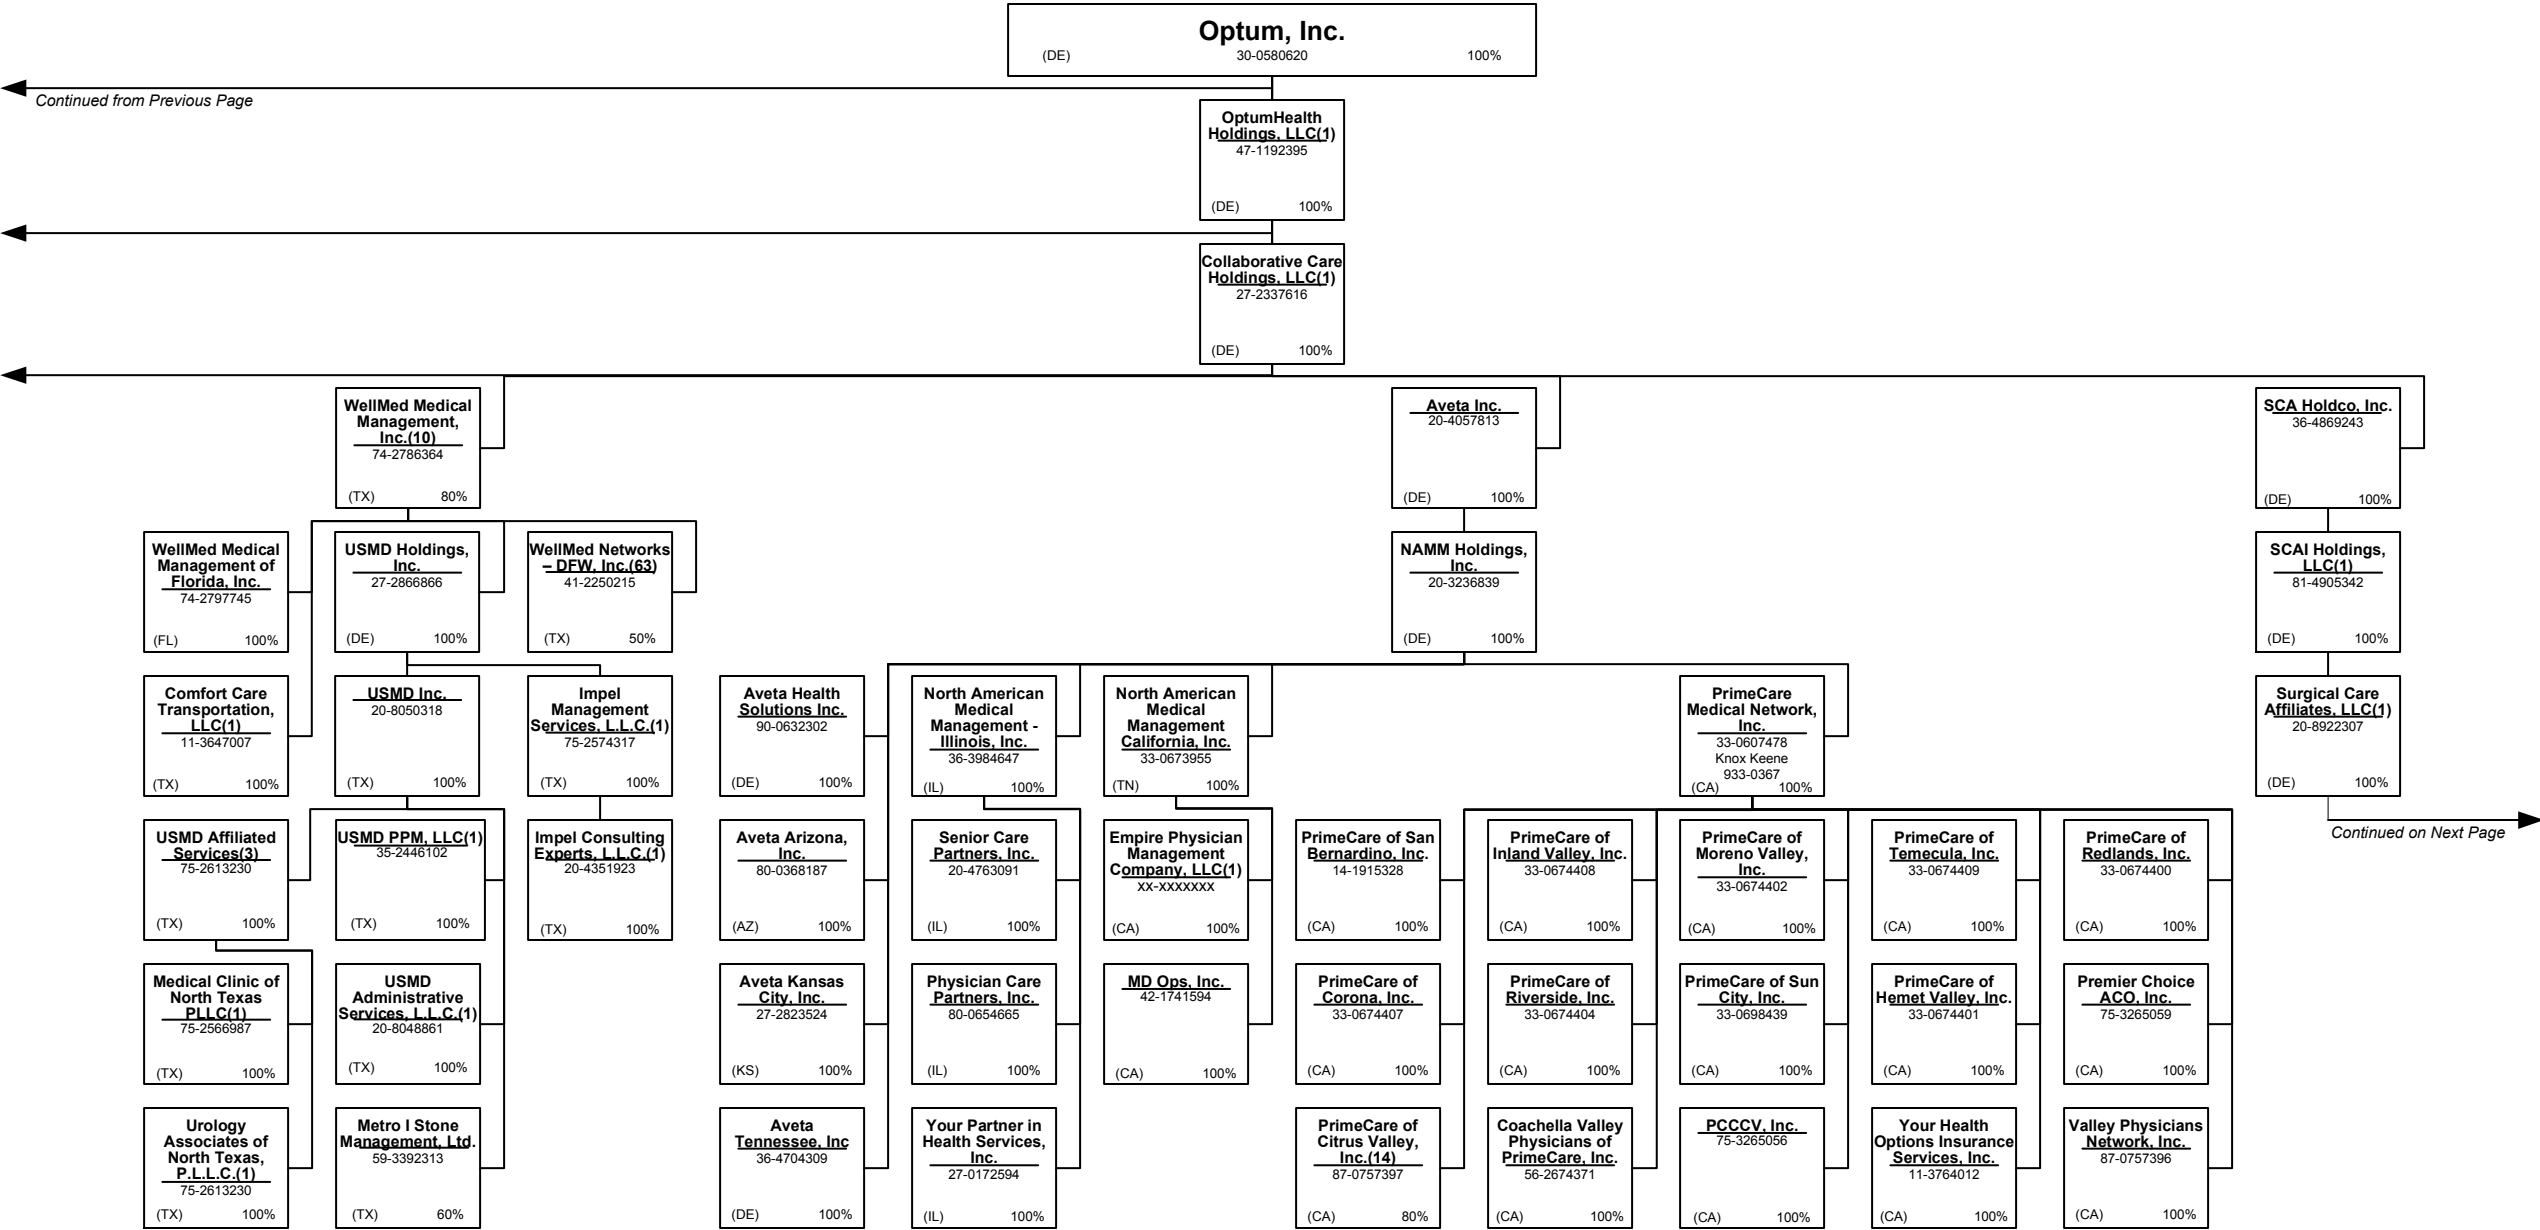 Optum, Inc.
(DE) 30-0580620 100%
Continued from Previous Page
OptumHealth
Holdings, LLC(1)
47-1192395
(DE) 100%
Collaborative Care
Holdings, LLC(1)
27-2337616
(DE) 100%
WellMed Medical
Management,
Inc.(10)
74-2786364
(TX) 80%
Aveta Inc.
20-4057813
(DE) 100%
SCA Holdco, Inc.
36-4869243
(DE) 100%
WellMed Medical
Management of
Florida, Inc.
74-2797745
(FL) 100%
USMD Holdings,
Inc.
27-2866866
(DE) 100%
WellMed Networks
– DFW, Inc.(63)
41-2250215
(TX) 50%
NAMM Holdings,
Inc.
20-3236839
(DE) 100%
SCAI Holdings,
LLC(1)
81-4905342
(DE) 100%
Comfort Care
Transportation,
LLC(1)
11-3647007
(TX) 100%
USMD Inc.
20-8050318
(TX) 100%
Impel
Management
Services, L.L.C.(1)
75-2574317
(TX) 100%
Aveta Health
Solutions Inc.
90-0632302
(DE) 100%
North American
Medical
Management -
Illinois, Inc.
36-3984647
(IL) 100%
North American
Medical
Management
California, Inc.
33-0673955
(TN) 100%
PrimeCare
Medical Network,
Inc.
33-0607478
Knox Keene
933-0367
(CA) 100%
Surgical Care
Affiliates, LLC(1)
20-8922307
(DE) 100%
Continued on Next Page
USMD Affiliated
Services(3)
75-2613230
(TX) 100%
USMD PPM, LLC(1)
35-2446102
(TX) 100%
Impel Consulting
Experts, L.L.C.(1)
20-4351923
(TX) 100%
Aveta Arizona,
Inc.
80-0368187
(AZ) 100%
Senior Care
Partners, Inc.
20-4763091
(IL) 100%
Empire Physician
Management
Company, LLC(1)
xx-xxxxxxx
(CA) 100%
PrimeCare of San
Bernardino, Inc.
14-1915328
(CA) 100%
PrimeCare of
Inland Valley, Inc.
33-0674408
(CA) 100%
PrimeCare of
Moreno Valley,
Inc.
33-0674402
(CA) 100%
PrimeCare of
Temecula, Inc.
33-0674409
(CA) 100%
PrimeCare of
Redlands, Inc.
33-0674400
(CA) 100%
Medical Clinic of
North Texas
PLLC(1)
75-2566987
(TX) 100%
USMD
Administrative
Services, L.L.C.(1)
20-8048861
(TX) 100%
Aveta Kansas
City, Inc.
27-2823524
(KS) 100%
Physician Care
Partners, Inc.
80-0654665
(IL) 100%
MD Ops, Inc.
42-1741594
(CA) 100%
PrimeCare of
Corona, Inc.
33-0674407
(CA) 100%
PrimeCare of
Riverside, Inc.
33-0674404
(CA) 100%
PrimeCare of Sun
City, Inc.
33-0698439
(CA) 100%
PrimeCare of
Hemet Valley, Inc.
33-0674401
(CA) 100%
Premier Choice
ACO, Inc.
75-3265059
(CA) 100%
Urology
Associates of
North Texas,
P.L.L.C.(1)
75-2613230
(TX) 100%
Metro I Stone
Management, Ltd.
59-3392313
(TX) 60%
Aveta
Tennessee, Inc
36-4704309
(DE) 100%
Your Partner in
Health Services,
Inc.
27-0172594
(IL) 100%
PrimeCare of
Citrus Valley,
Inc.(14)
87-0757397
(CA) 80%
Coachella Valley
Physicians of
PrimeCare, Inc.
56-2674371
(CA) 100%
PCCCV, Inc.
75-3265056
(CA) 100%
Your Health
Options Insurance
Services, Inc.
11-3764012
(CA) 100%
Valley Physicians
Network, Inc.
87-0757396
(CA) 100%